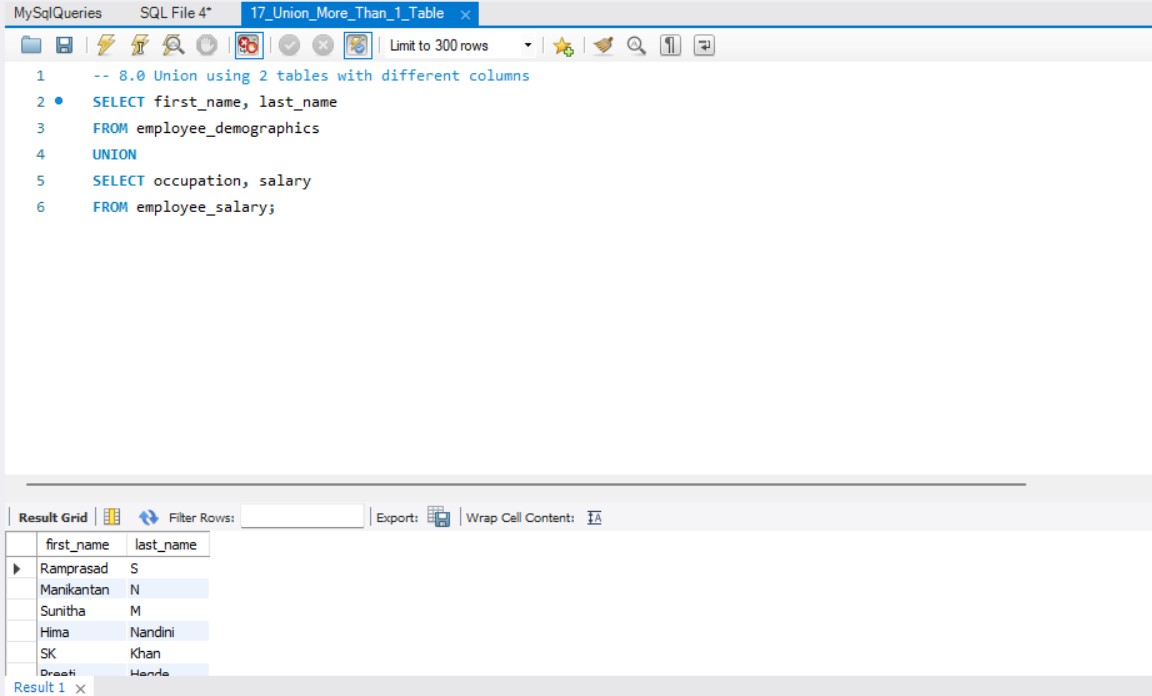 MySqlQueries SQL File 4* 17_Union_More_Than_1_Table
Limit to 300 rows
1 -- 8.0 Union using 2 tables with different columns
2 SELECT first_name, last_name
3 FROM employee_demographics
4 UNION
5 SELECT occupation, salary
6 FROM employee_salary;
Result Grid Filter Rows: Export: Wrap Cell Content:
first_name last_name
Ramprasad S
Manikantan N
Sunitha M
Hima Nandini
SK Khan
Preeti Hegde
Result 1